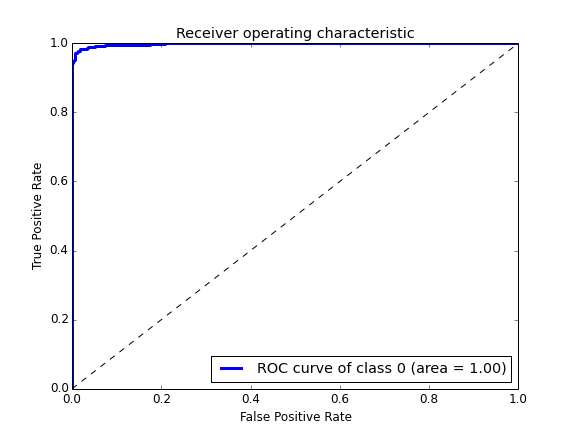 Receiver operating characteristic
1.0
0.8
0.6
0.4
0.2
0.0
True Positive Rate
ROC curve of class 0 (area = 1.00)
0.0 0.2 0.4 0.6 0.8 1.0
False Positive Rate